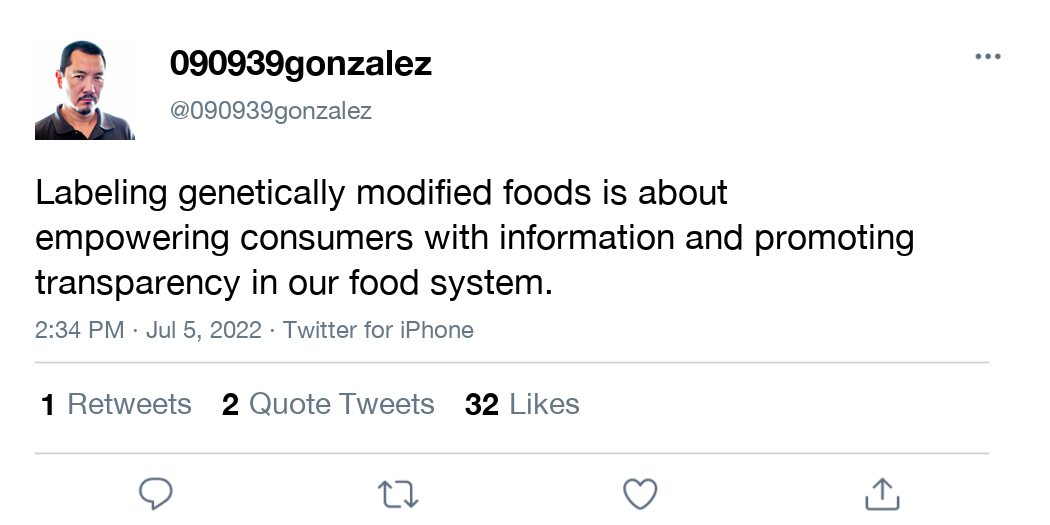 090939gonzalez
@090939gonzalez
Labeling genetically modified foods is about
empowering consumers with information and promoting
transparency in our food system.
2:34 PM · Jul 5, 2022 · Twitter for iPhone
1 Retweets 2 Quote Tweets 32 Likes